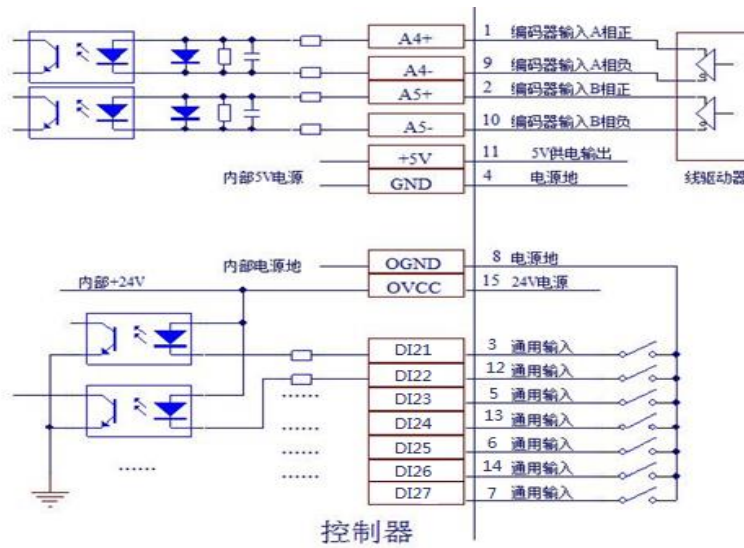 A4+ 1 编码器输入A相正
A4- 9 编码器输入A相负
A5+ 2 编码器输入B相正
A5- 10 编码器输入B相负
+5V 11 5V供电输出
内部5V电源 GND 4 电源地 线驱动器
内部电源地 OGND 8 电源地
内部+24V OVCC 15 24V电源
DI21 3 通用输入
DI22 12 通用输入
...... DI23 5 通用输入
DI24 13 通用输入
...... DI25 6 通用输入
...... ...... DI26 14 通用输入
DI27 7 通用输入
控制器